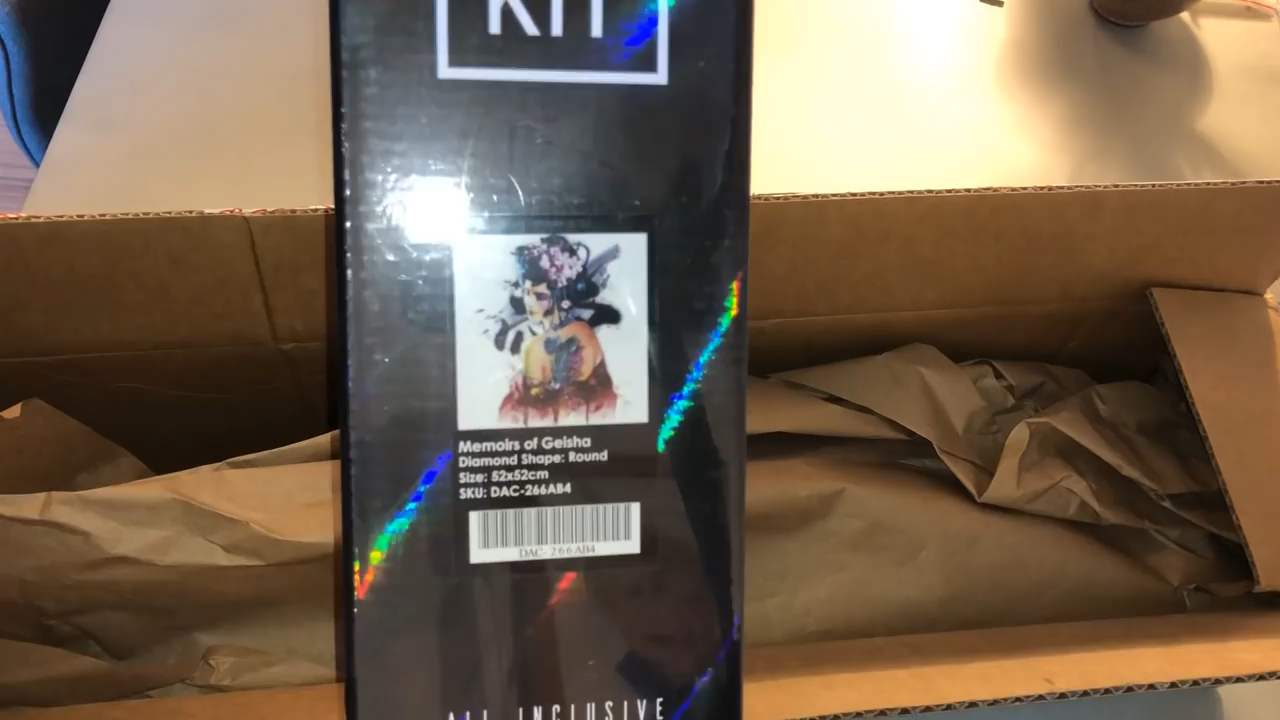 KIT
Memoirs of Geisha
Diamond Shape: Round
Size: 52x52cm
SKU: DAC-266AB4
DAC-266AB4
ALL INCLUSIVE